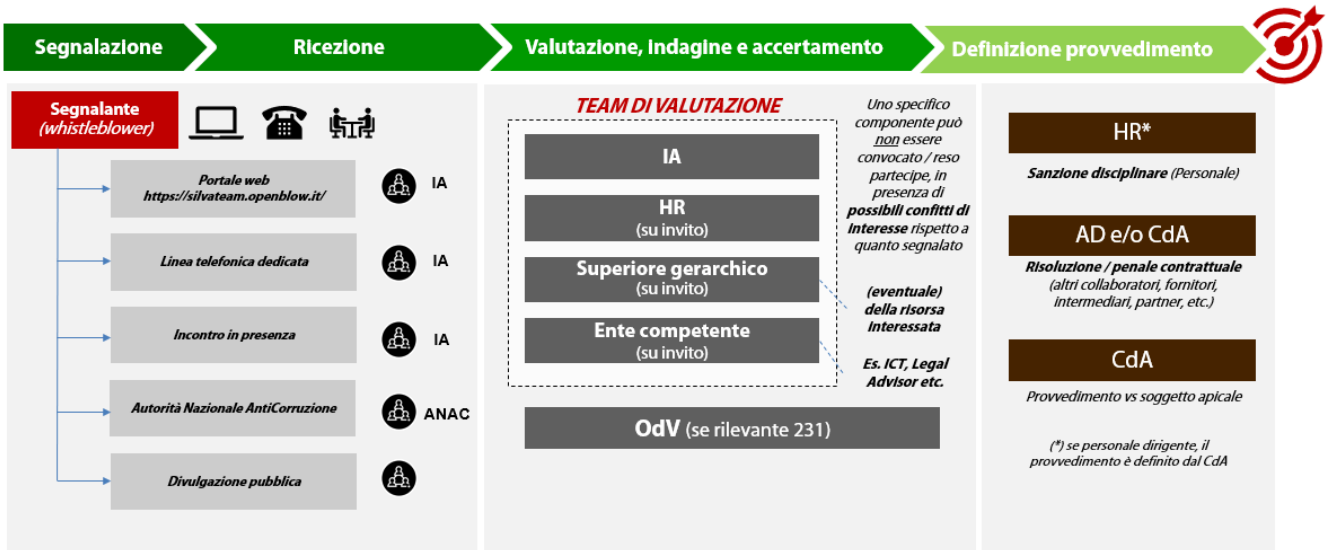 Segnalazione
Ricezione
Valutazione, indagine e accertamento
Definizione provvedimento
Segnalante
(whistleblower)
Portale web
https://silvateam.openblow.it/
IA
Linea telefonica dedicata
IA
Incontro in presenza
IA
Autorità Nazionale AntiCorruzione
ANAC
Divulgazione pubblica
TEAM DI VALUTAZIONE
IA
HR
(su invito)
Superiore gerarchico
(su invito)
Ente competente
(su invito)
OdV (se rilevante 231)
Uno specifico
componente può
non essere
convocato / reso
partecipe, in
presenza di
possibili confitti di
Interesse rispetto a
quanto segnalato
(eventuale)
della risorsa
Interessata
Es. ICT, Legal
Advisor etc.
HR*
Sanzione disciplinare (Personale)
AD e/o CdA
Risoluzione / penale contrattuale
(altri collaboratori, fornitori,
intermediari, partner, etc.)
CdA
Provvedimento vs soggetto apicale
(*) se personale dirigente, il
provvedimento è definito dal CdA